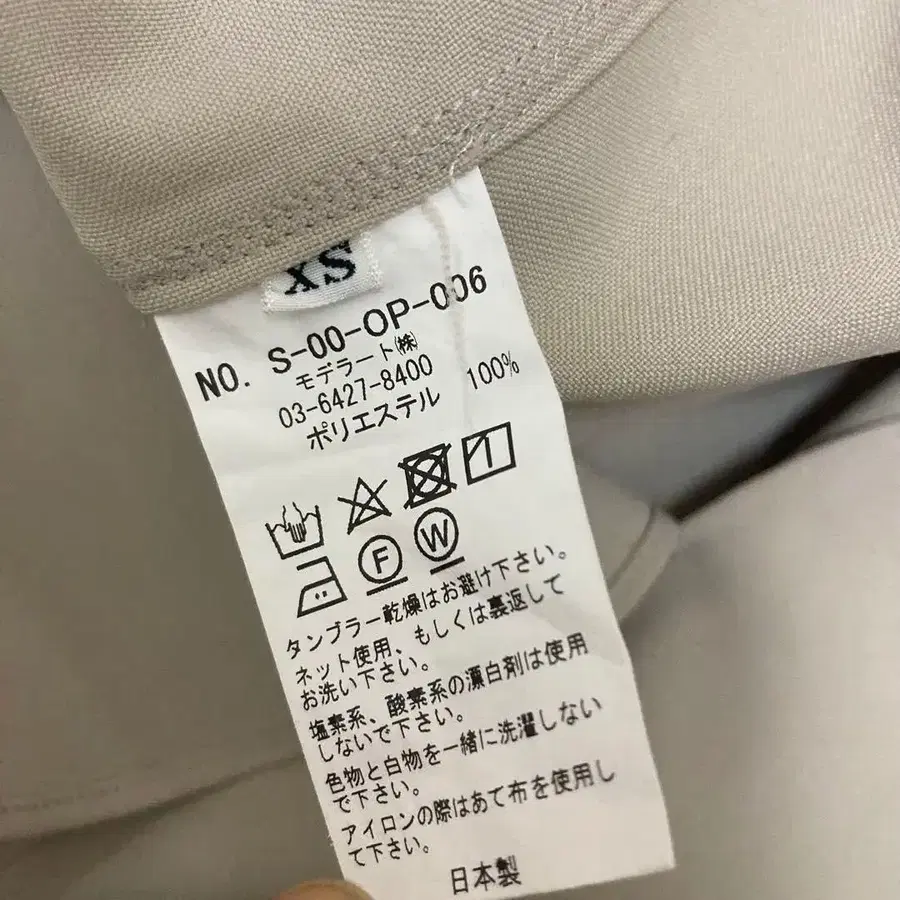 XS
NO. S-00-OP-006
モデラート㈱
03-6427-8400
ポリエステル 100%
F W
タンブラー乾燥はお避け下さい。
ネット使用、もしくは裏返して
お洗い下さい。
塩素系、酸素系の漂白剤は使用
しないで下さい。
色物と白物を一緒に洗濯しない
で下さい。
アイロンの際はあて布を使用し
て下さい。
日本製